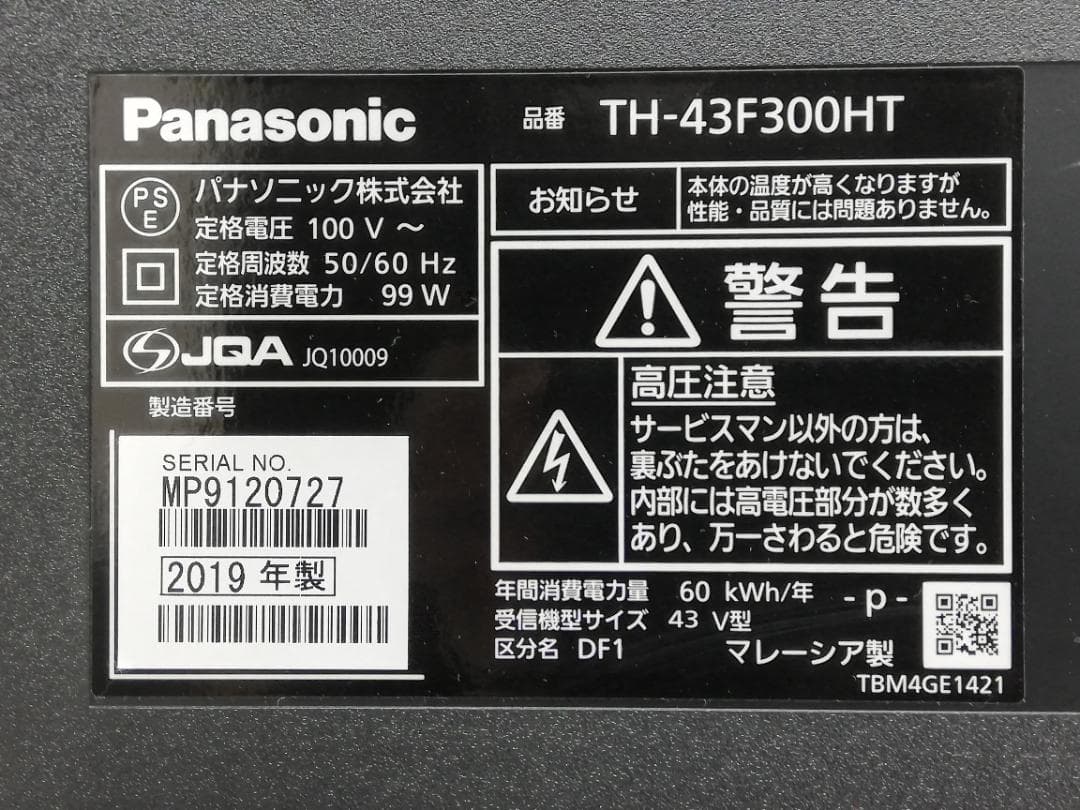 Panasonic
品番 TH-43F300HT
PS
E
パナソニック株式会社
定格電圧 100 V ～
定格周波数 50/60 Hz
定格消費電力 99 W
JQA JQ10009
製造番号
SERIAL NO.
MP9120727
2019 年製
お知らせ
本体の温度が高くなりますが
性能・品質には問題ありません。
警告
高圧注意
サービスマン以外の方は、
裏ぶたをあけないでください。
内部には高電圧部分が数多く
あり、万一さわると危険です。
年間消費電力量 60 kWh/年
受信機型サイズ 43 V型
区分名 DF1
- p -
マレーシア製
TBM4GE1421